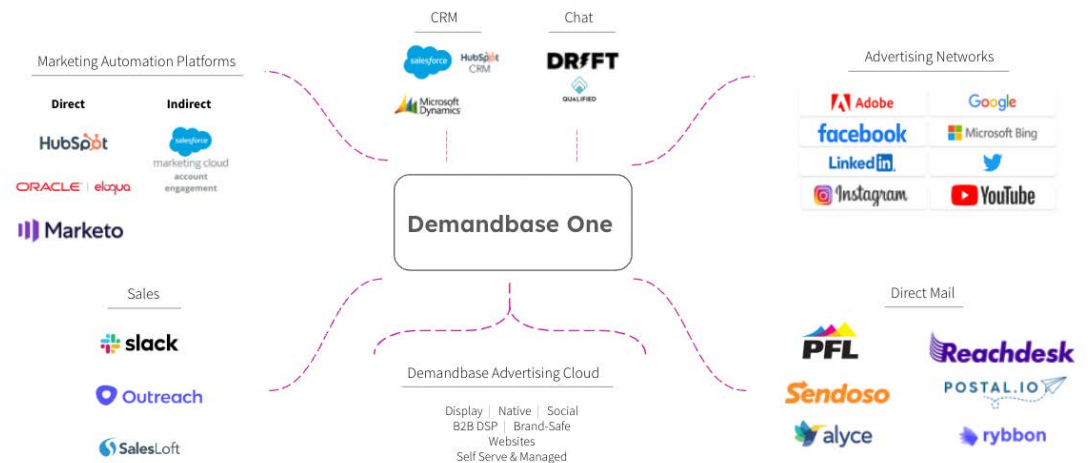 CRM
Chat
Marketing Automation Platforms
Advertising Networks
salesforce
HubSpot
CRM
Microsoft
Dynamics
DRIFT
QUALIFIED
Direct
Indirect
HubSpot
salesforce
marketing cloud
account
engagement
ORACLE | eloqua
Marketo
Adobe
Google
facebook
Microsoft Bing
Linked in
Instagram
YouTube
Demandbase One
Sales
slack
Outreach
SalesLoft
Demandbase Advertising Cloud
Display | Native | Social
B2B DSP | Brand-Safe
Websites
Self Serve & Managed
Direct Mail
PFL
Reachdesk
Sendoso
POSTAL.IO
alyce
rybbon